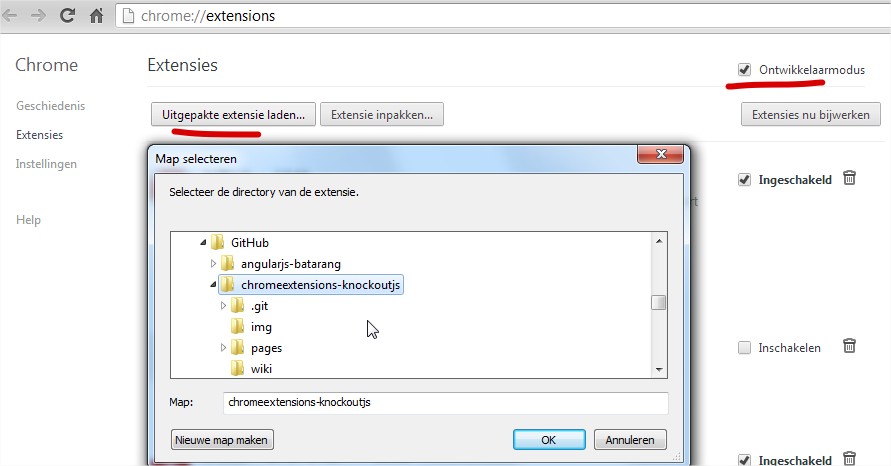 chrome://extensions
Chrome
Extensies
Ontwikkelaarmodus
Geschiedenis
Uitgepakte extensie laden...
Extensie inpakken...
Extensies nu bijwerken
Extensies
Instellingen
Help
Map selecteren
Selecteer de directory van de extensie.
Ingeschakeld
GitHub
angularjs-batarang
chromeextensions-knockoutjs
.git
img
pages
wiki
Inschakelen
Map:
chromeextensions-knockoutjs
Nieuwe map maken
OK
Annuleren
Ingeschakeld